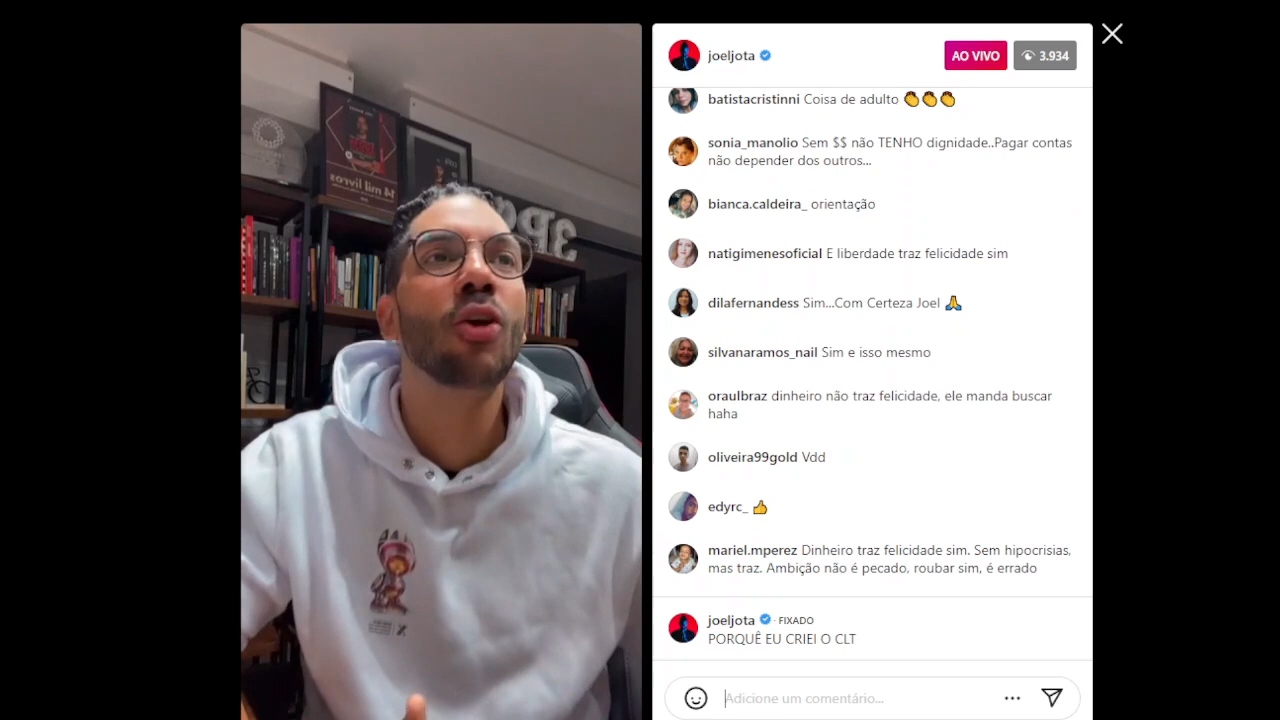 joeljota
AO VIVO
3.934
batistacristinni Coisa de adulto 👏👏👏
sonia_manolio Sem $$ não TENHO dignidade..Pagar contas
não depender dos outros...
bianca.caldeira_ orientação
natigimenesoficial E liberdade traz felicidade sim
dilafernandess Sim...Com Certeza Joel 🙏
silvanaramos_nail Sim e isso mesmo
oraulbraz dinheiro não traz felicidade, ele manda buscar
haha
oliveira99gold Vdd
edyrc_ 👍
mariel.mperez Dinheiro traz felicidade sim. Sem hipocrisias,
mas traz. Ambição não é pecado, roubar sim, é errado
joeljota · FIXADO
PORQUÊ EU CRIEI O CLT
Adicione um comentário...
14 mil livros